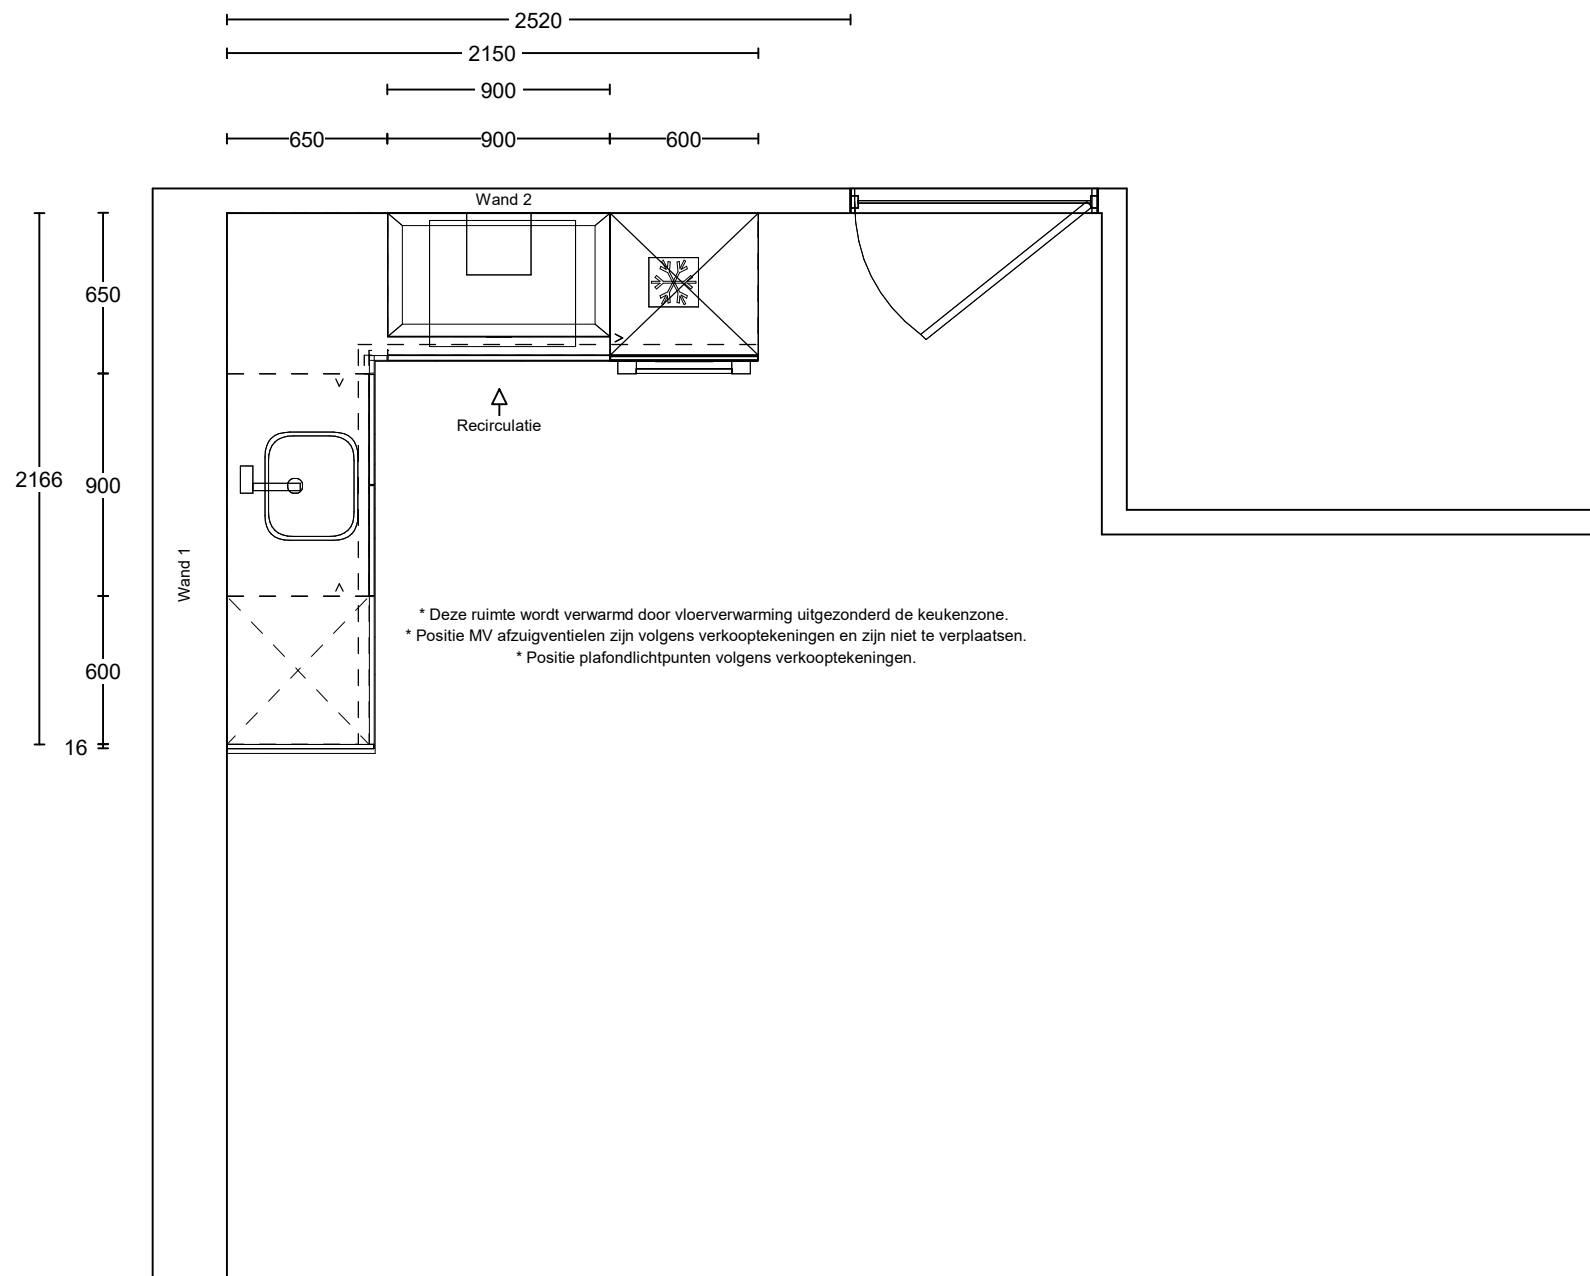 2520
2150
900
650 900 600
Wand 2
650
Recirculatie
2166
900
Wand 1
* Deze ruimte wordt verwarmd door vloerverwarming uitgezonderd de keukenzone.
* Positie MV afzuigventielen zijn volgens verkooptekeningen en zijn niet te verplaatsen.
* Positie plafondlichtpunten volgens verkooptekeningen.
600
16